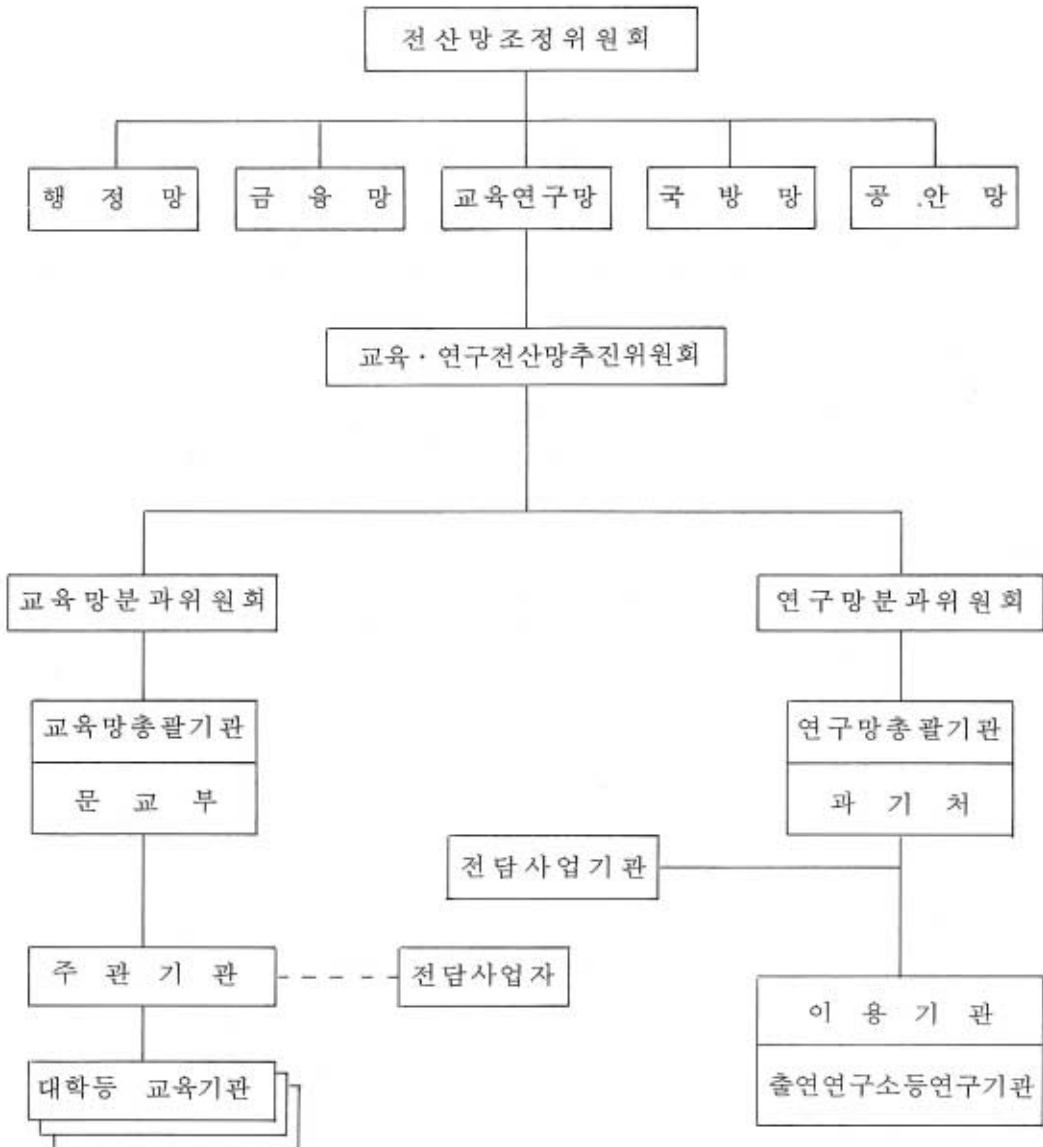 전산망조정위원회
행 정 망
금 융 망
교육연구망
국 방 망
공 안 망
교육·연구전산망추진위원회
교육망분과위원회
연구망분과위원회
교육망총괄기관
문 교 부
연구망총괄기관
과 기 처
전담사업기관
주 관 기 관
전담사업자
이 용 기 관
출연연구소등연구기관
대학등 교육기관